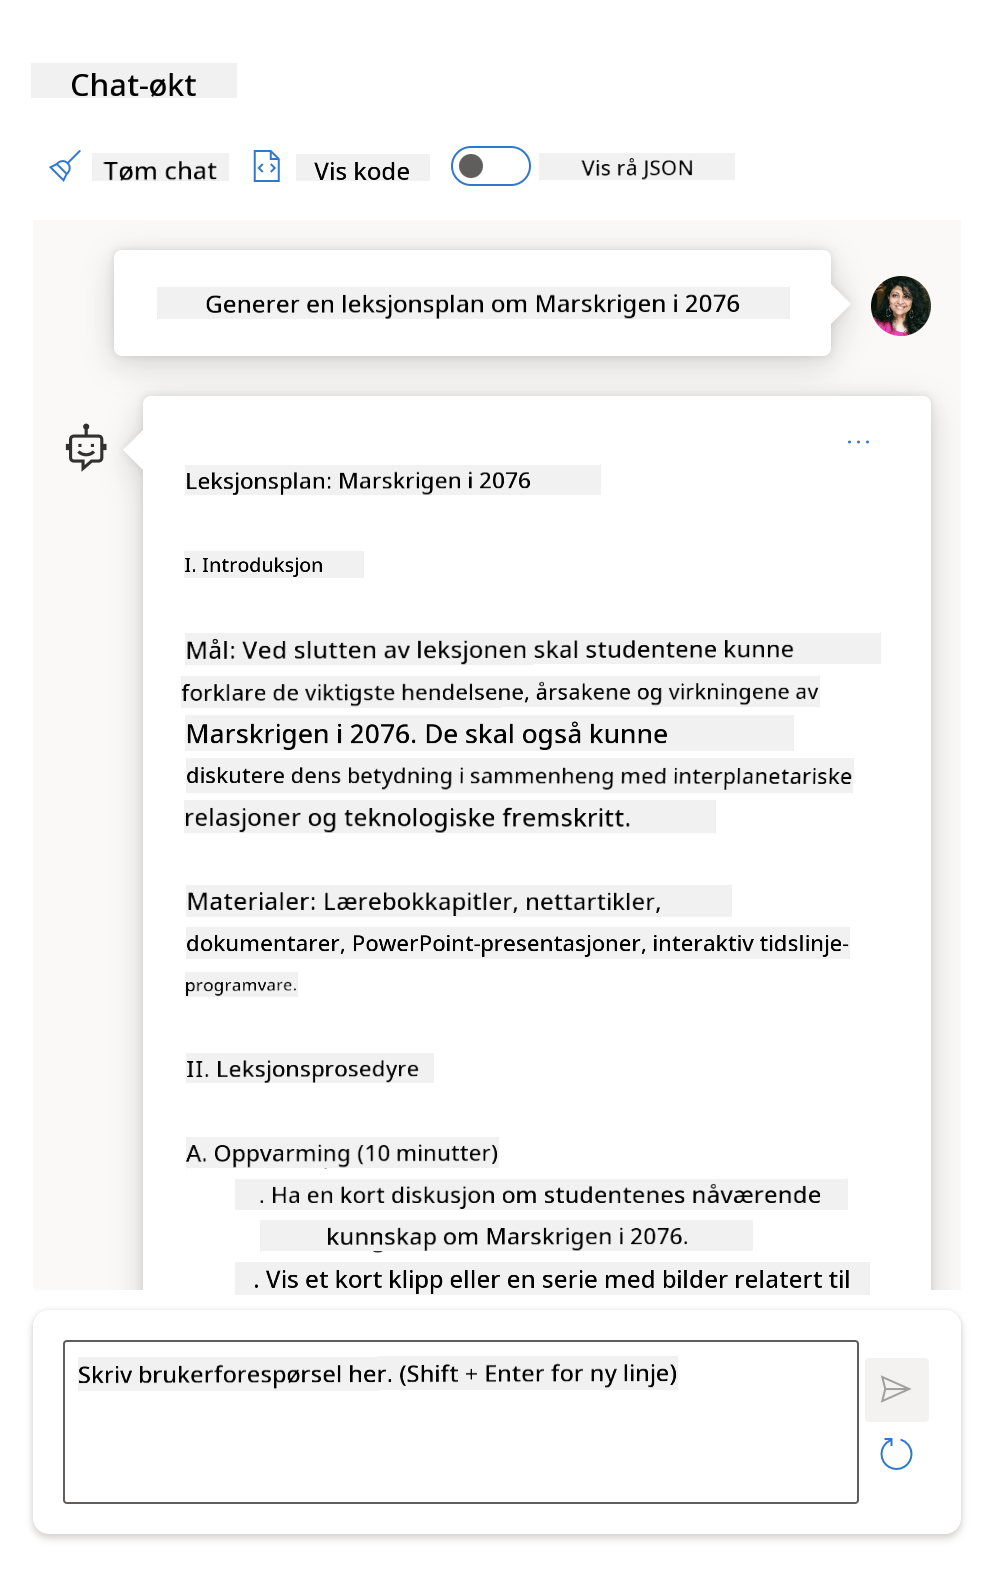 Chat-økt
Tøm chat
Vis kode
Vis rå JSON
Generer en leksjonsplan om Marskrigen i 2076
Leksjonsplan: Marskrigen i 2076
I. Introduksjon
Mål: Ved slutten av leksjonen skal studentene kunne
forklare de viktigste hendelsene, årsakene og virkningene av
Marskrigen i 2076. De skal også kunne
diskutere dens betydning i sammenheng med interplanetariske
relasjoner og teknologiske fremskritt.
Materialer: Lærebokkapitler, nettartikler,
dokumentarer, PowerPoint-presentasjoner, interaktiv tidslinje-
programvare.
II. Leksjonsprosedyre
A. Oppvarming (10 minutter)
. Ha en kort diskusjon om studentenes nåværende
kunnskap om Marskrigen i 2076.
. Vis et kort klipp eller en serie med bilder relatert til
Skriv brukerforespørsel her. (Shift + Enter for ny linje)